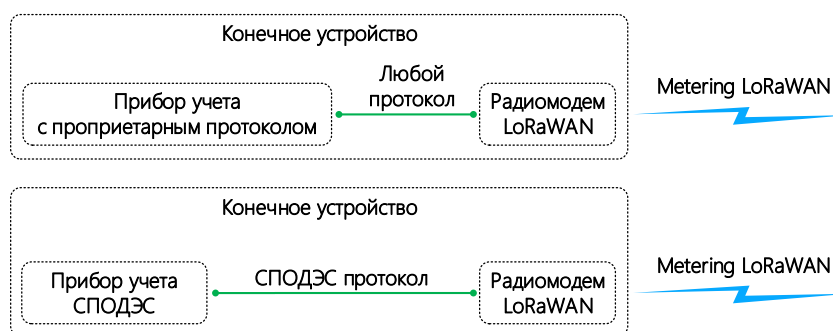 Конечное устройство
Любой
протокол
Прибор учета
с проприетарным протоколом
Радиомодем
LoRaWAN
Metering LoRaWAN
Конечное устройство
Прибор учета
СПОДЭС
СПОДЭС протокол
Радиомодем
LoRaWAN
Metering LoRaWAN